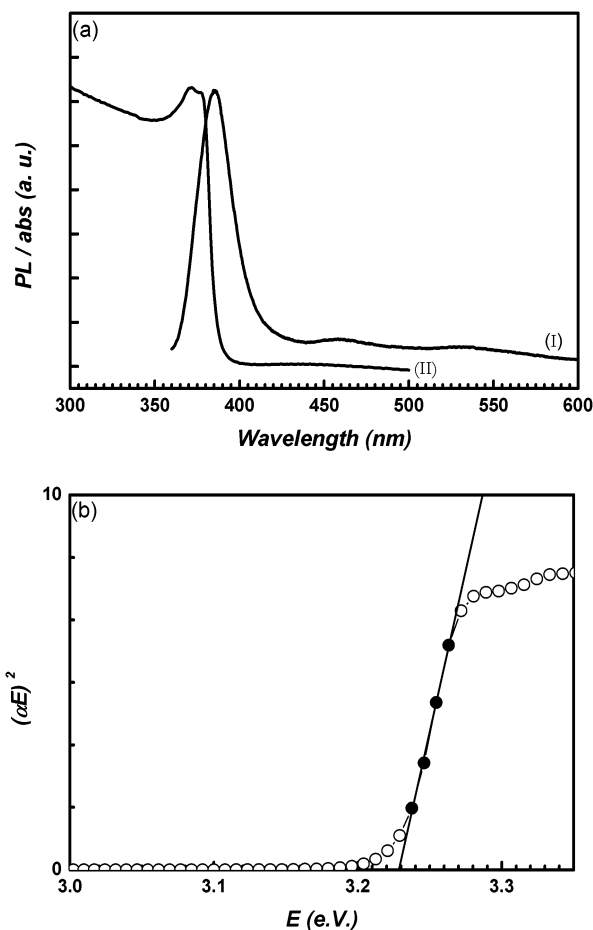 (a)
PL / abs (a. u.)
(I)
(II)
300 350 400 450 500 550 600
Wavelength (nm)
10
(b)
(αE) 2
0
3.0 3.1 3.2 3.3
E (e.V.)